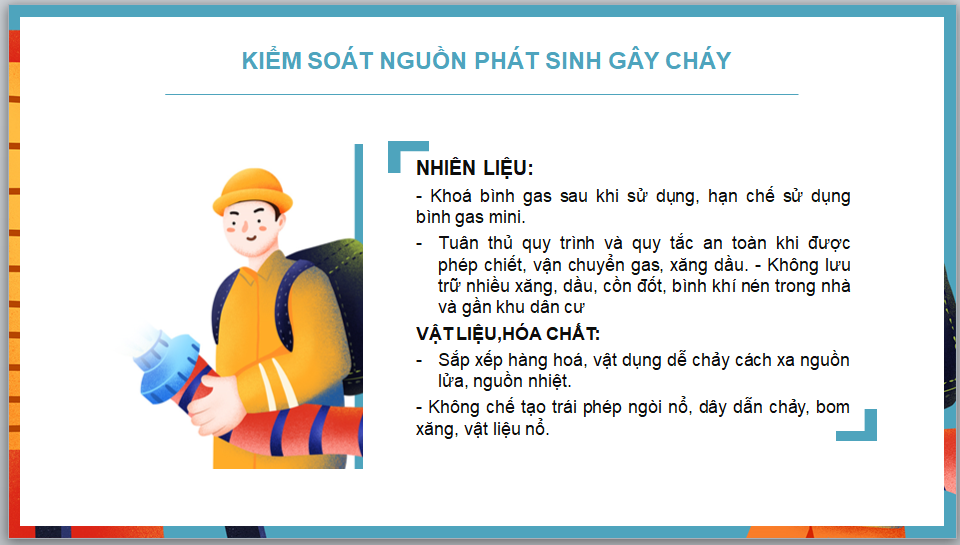 KIỂM SOÁT NGUỒN PHÁT SINH GÂY CHÁY
NHIÊN LIỆU:
- Khoá bình gas sau khi sử dụng, hạn chế sử dụng
bình gas mini.
- Tuân thủ quy trình và quy tắc an toàn khi được
phép chiết, vận chuyển gas, xăng dầu. - Không lưu
trữ nhiều xăng, dầu, cồn đốt, bình khí nén trong nhà
và gần khu dân cư
VẬT LIỆU,HÓA CHẤT:
- Sắp xếp hàng hoá, vật dụng dễ chảy cách xa nguồn
lửa, nguồn nhiệt.
- Không chế tạo trái phép ngòi nổ, dây dẫn chảy, bom
xăng, vật liệu nổ.